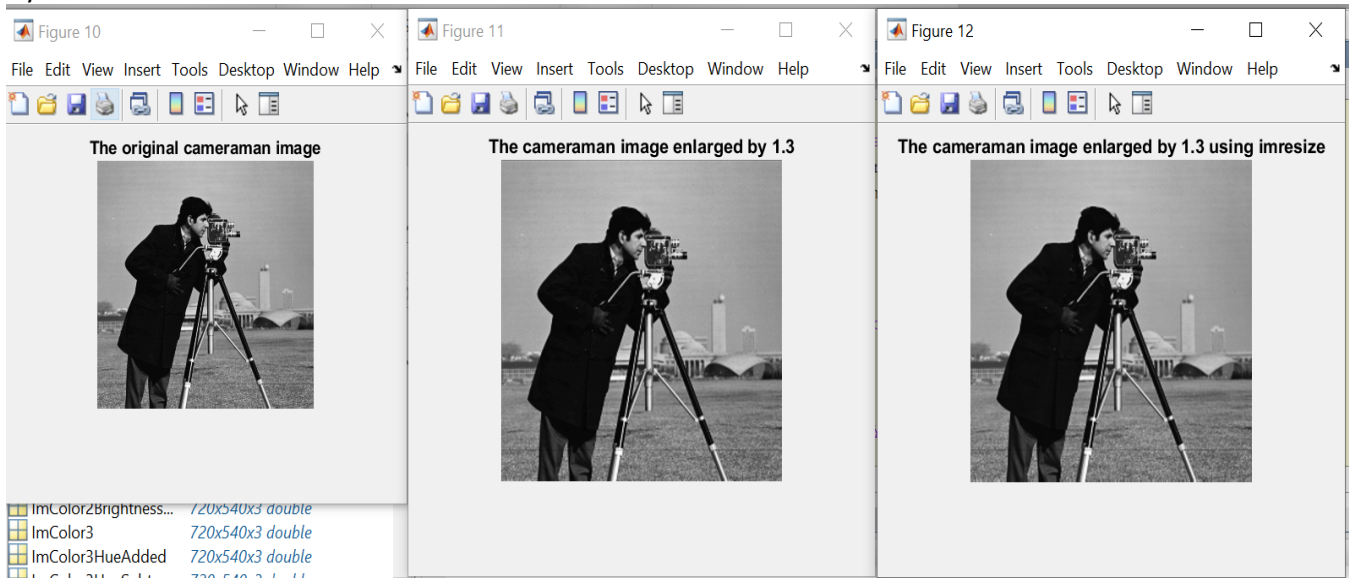 Figure 10
File Edit View Insert Tools Desktop Window Help
The original cameraman image
Figure 11
File Edit View Insert Tools Desktop Window Help
The cameraman image enlarged by 1.3
Figure 12
File Edit View Insert Tools Desktop Window Help
The cameraman image enlarged by 1.3 using imresize
ImColor2Brightness... 720x540x3 double
ImColor3 720x540x3 double
ImColor3HueAdded 720x540x3 double